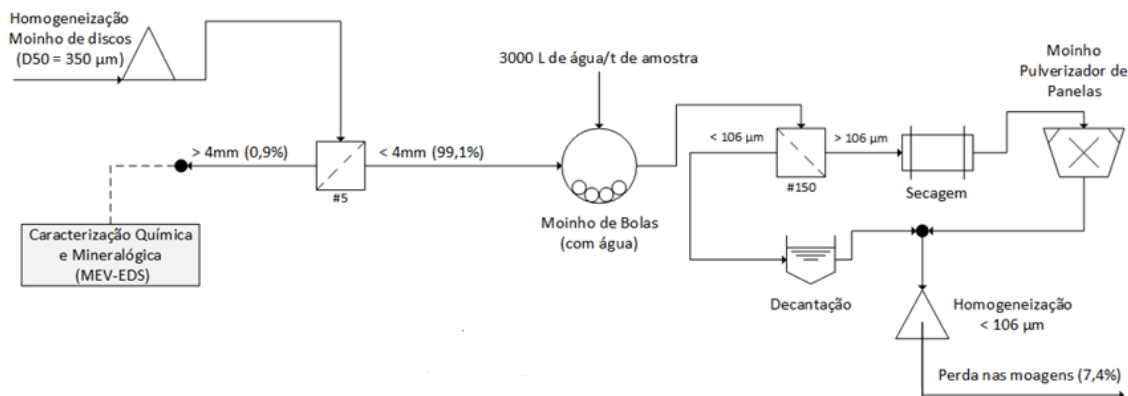 Homogeneização
Moinho de discos
(D50 = 350 µm)
3000 L de água/t de amostra
Moinho
Pulverizador de
Panelas
> 4mm (0,9%)
< 4mm (99,1%)
#5
< 106 µm
> 106 µm
#150
Secagem
Moinho de Bolas
(com água)
Caracterização Química
e Mineralógica
(MEV-EDS)
Decantação
Homogeneização
< 106 µm
Perda nas moagens (7,4%)